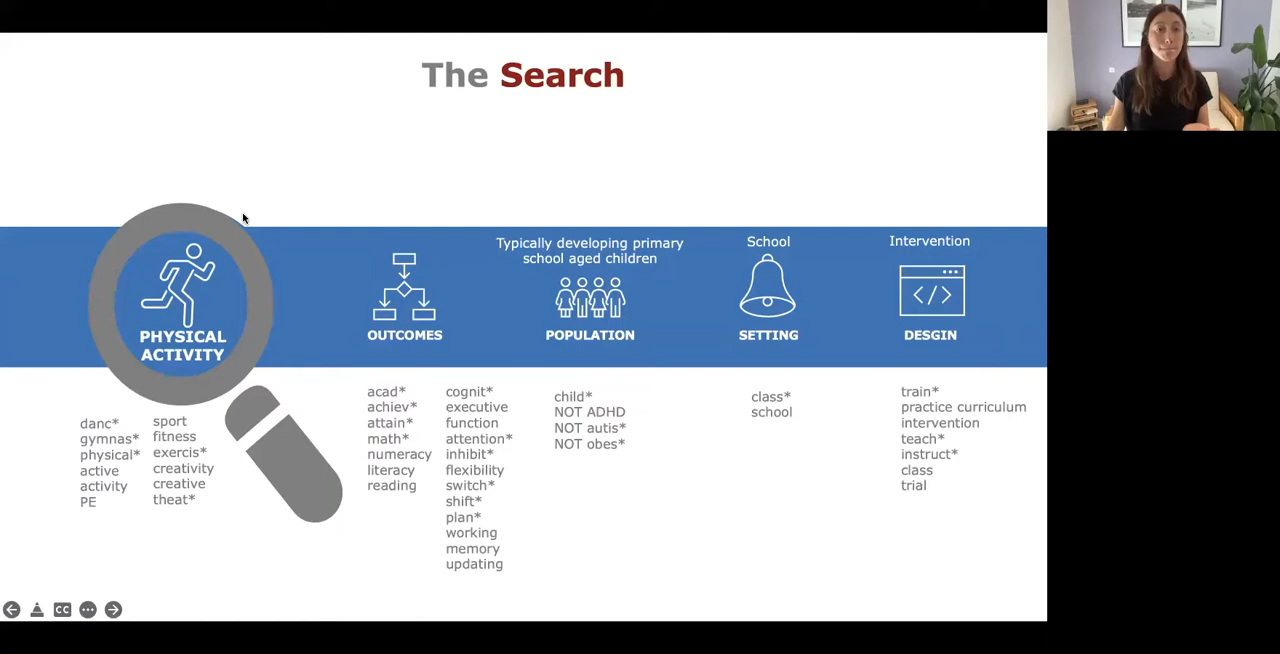 The Search
PHYSICAL
ACTIVITY
OUTCOMES
Typically developing primary
school aged children
POPULATION
School
SETTING
Intervention
</>
DESGIN
danc*
gymnas*
physical*
active
activity
PE
sport
fitness
exercis*
creativity
creative
theat*
acad*
achiev*
attain*
math*
numeracy
literacy
reading
cognit*
executive
function
attention*
inhibit*
flexibility
switch*
shift*
plan*
working
memory
updating
child*
NOT ADHD
NOT autis*
NOT obes*
class*
school
train*
practice curriculum
intervention
teach*
instruct*
class
trial
CC